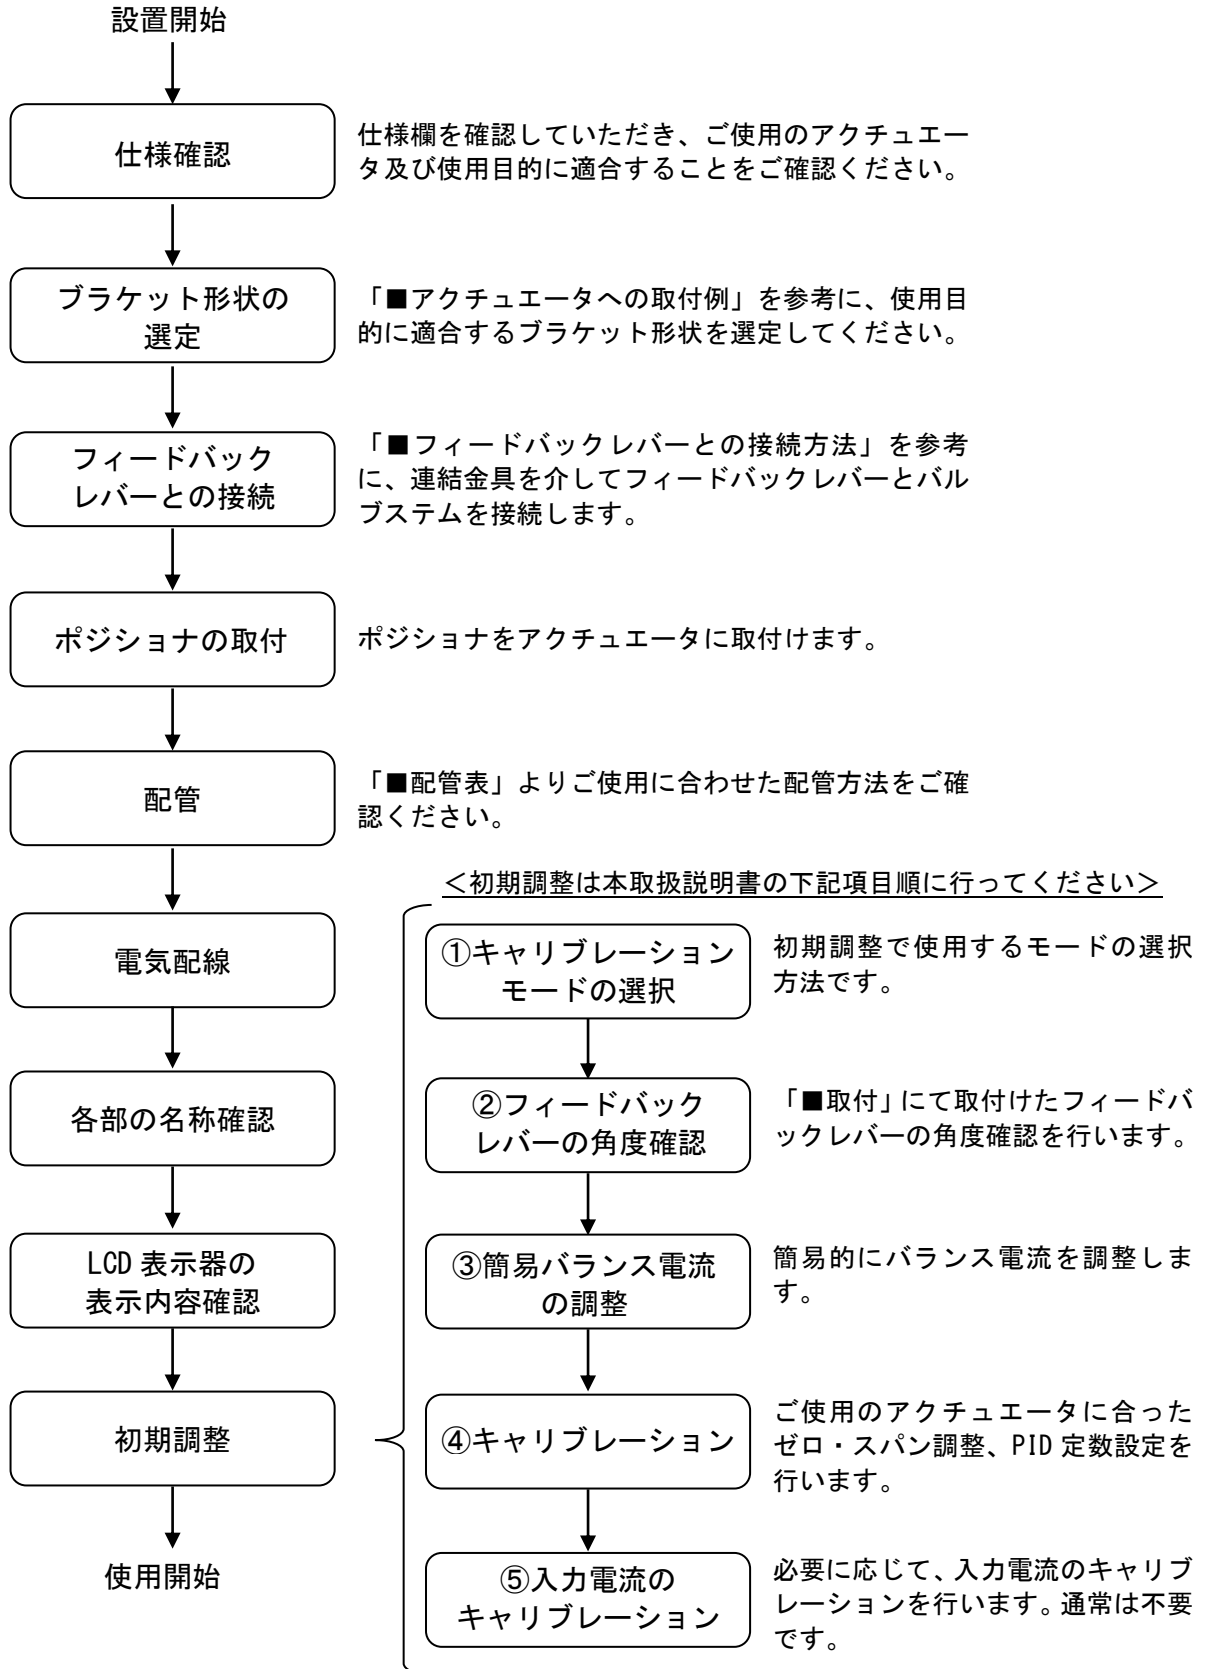 設置開始
仕様確認
仕様欄を確認していただき、ご使用のアクチュエー
タ及び使用目的に適合することをご確認ください。
ブラケット形状の
選定
「■アクチュエータへの取付例」を参考に、使用目
的に適合するブラケット形状を選定してください。
フィードバック
レバーとの接続
「■フィードバックレバーとの接続方法」を参考
に、連結金具を介してフィードバックレバーとバル
ブステムを接続します。
ポジショナの取付
ポジショナをアクチュエータに取付けます。
配管
「■配管表」よりご使用に合わせた配管方法をご確
認ください。
電気配線
各部の名称確認
LCD 表示器の
表示内容確認
初期調整
使用開始
＜初期調整は本取扱説明書の下記項目順に行ってください＞
①キャリブレーション
モードの選択
初期調整で使用するモードの選択
方法です。
②フィードバック
レバーの角度確認
「■取付」にて取付けたフィードバ
ックレバーの角度確認を行います。
③簡易バランス電流
の調整
簡易的にバランス電流を調整しま
す。
④キャリブレーション
ご使用のアクチュエータに合った
ゼロ・スパン調整、PID 定数設定を
行います。
⑤入力電流の
キャリブレーション
必要に応じて、入力電流のキャリブ
レーションを行います。通常は不要
です。